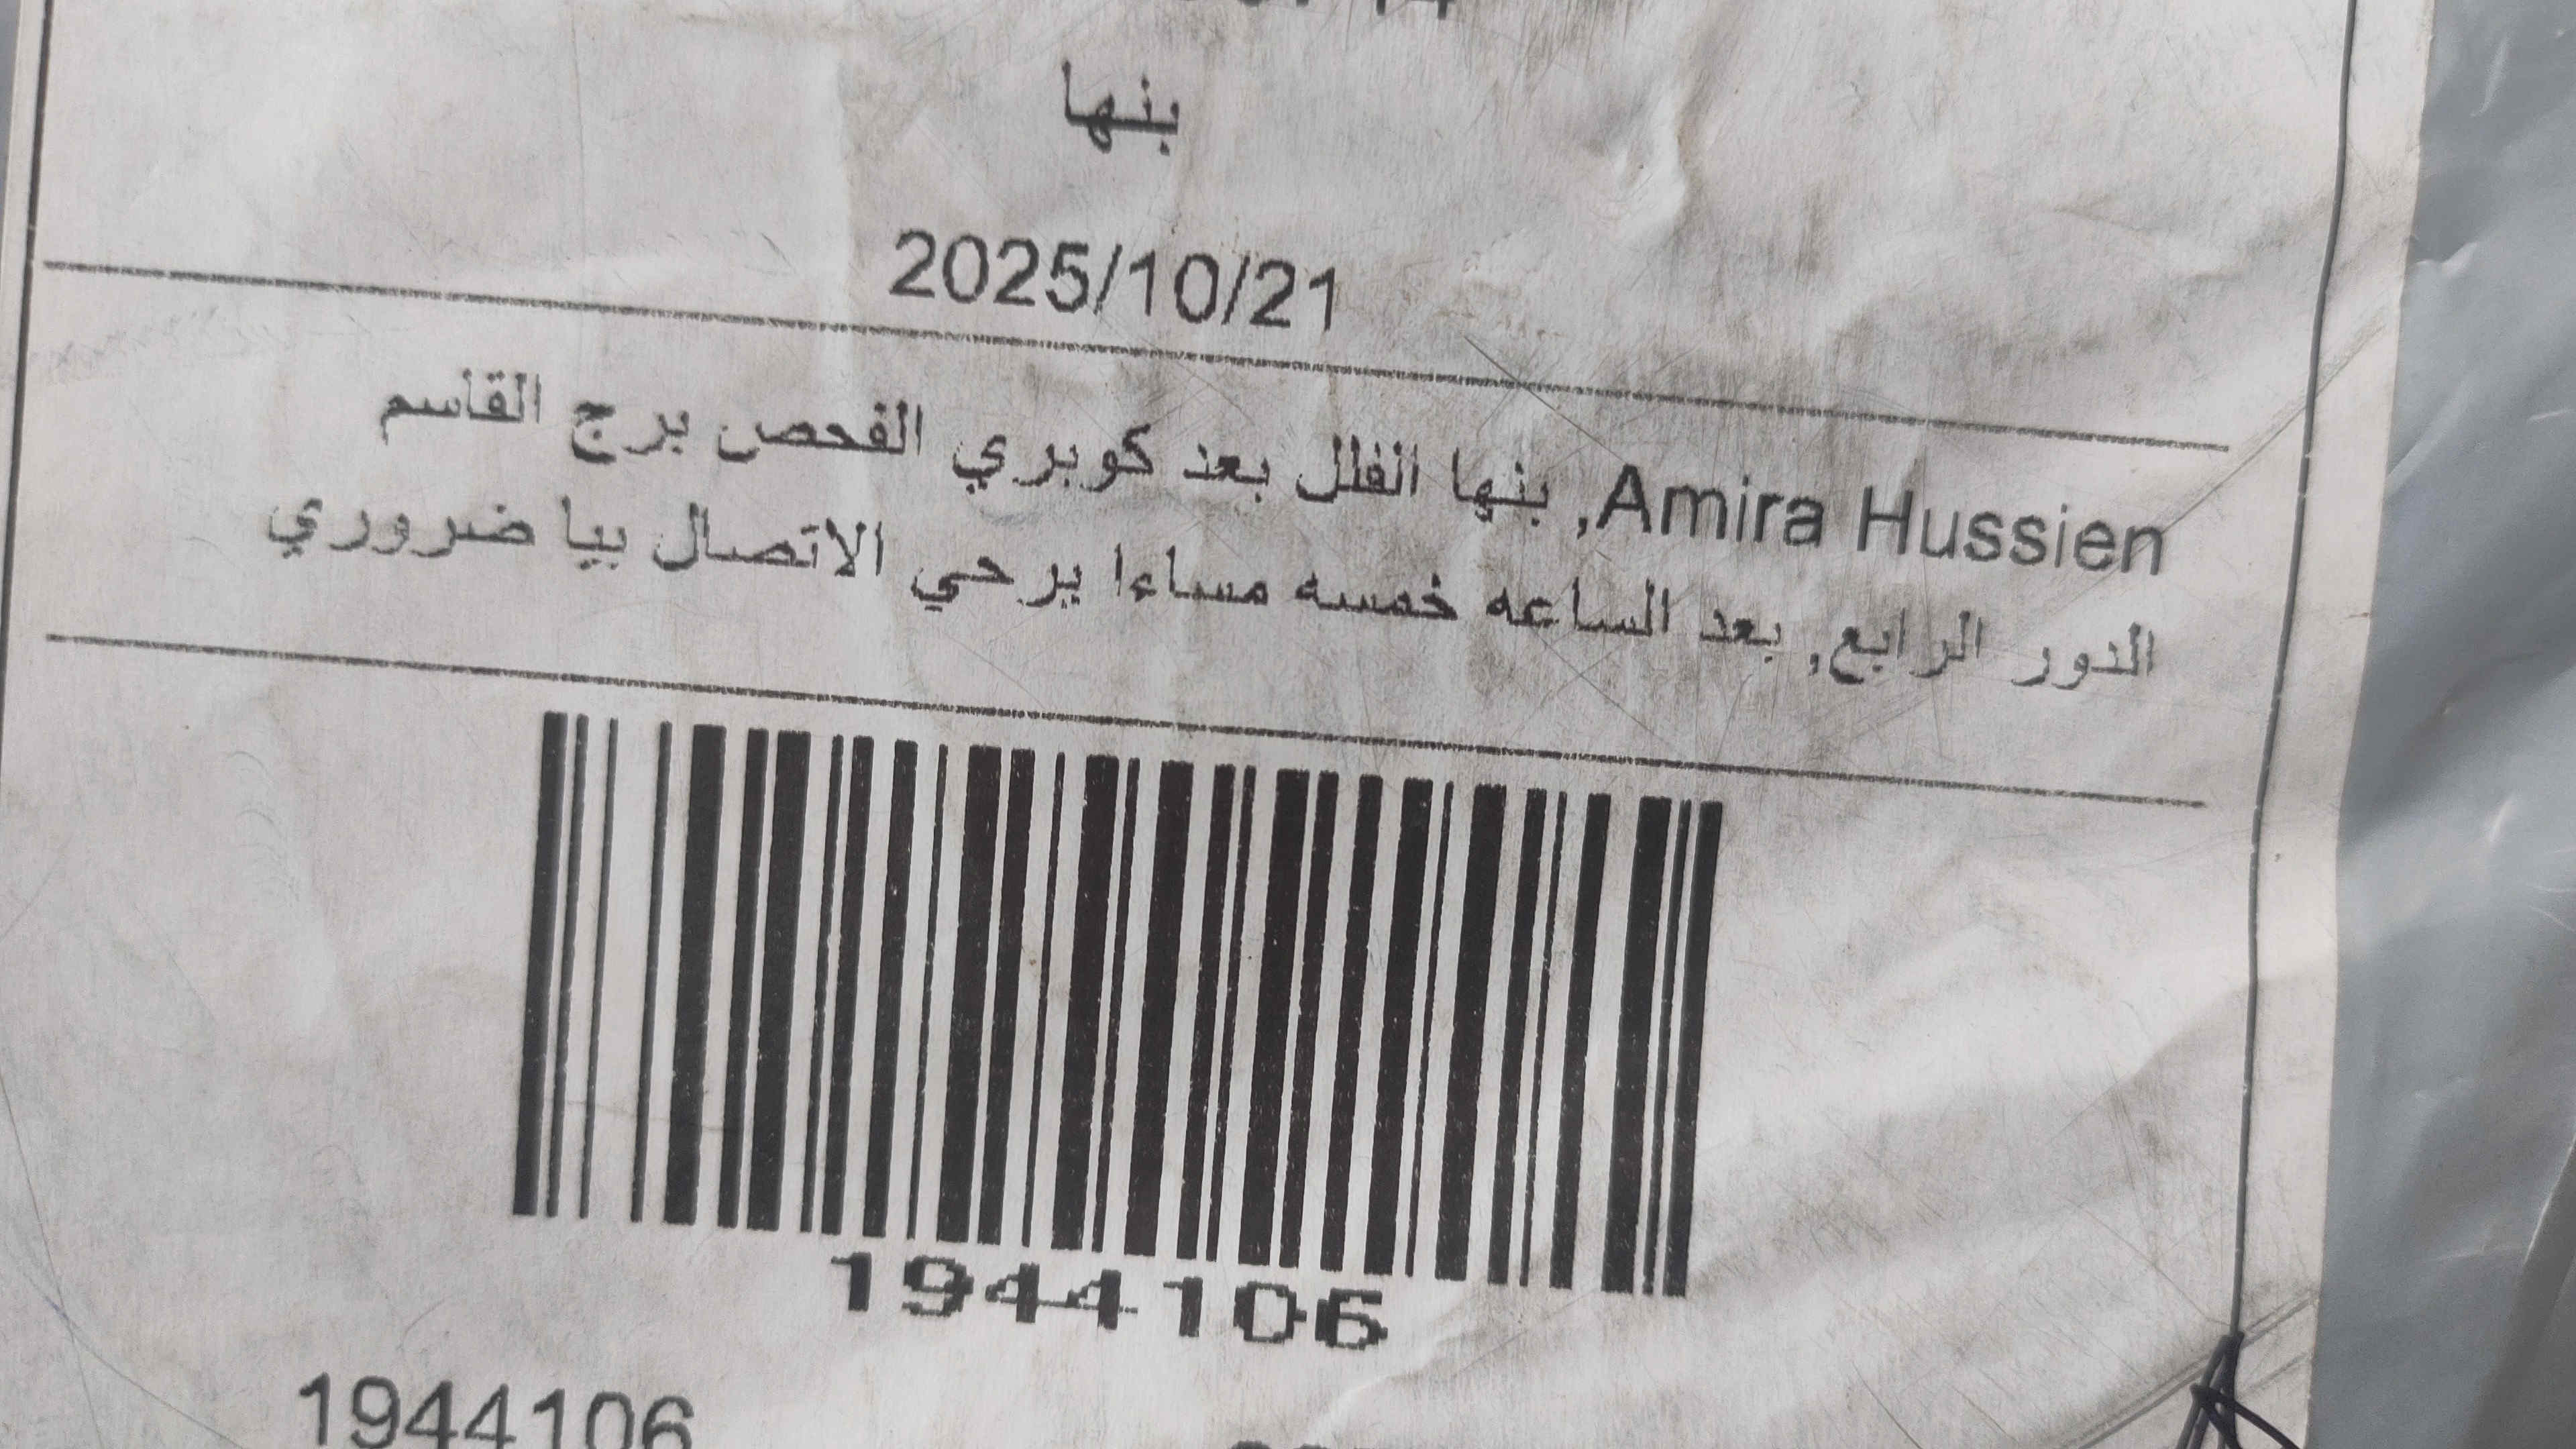 بنها
2025/10/21
Amira Hussien, بنها الفلل بعد كوبري الفحص برج القاسم
الدور الرابع, بعد الساعه خمسه مساءا يرجي الاتصال بيا ضروري
1944106
1944106